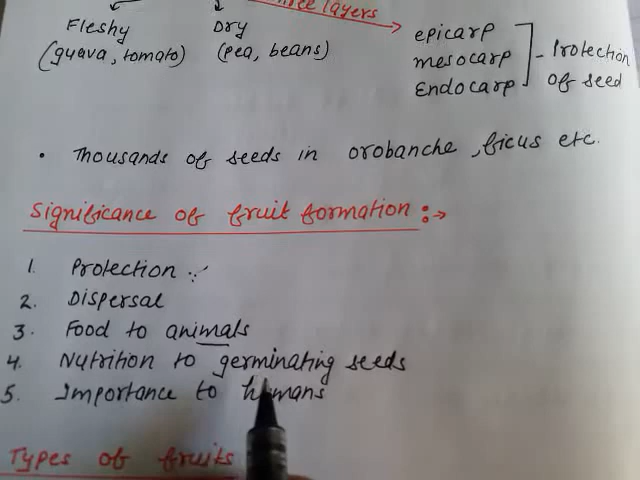 three layers
Fleshy Dry epicarp
(guava, tomato) (pea, beans) mesocarp - Protection
Endocarp of seed
• Thousands of seeds in orobanche, ficus etc.
Significance of fruit formation :→
1. Protection :-
2. Dispersal
3. Food to animals
4. Nutrition to germinating seeds
5. Importance to humans
Types of fruits